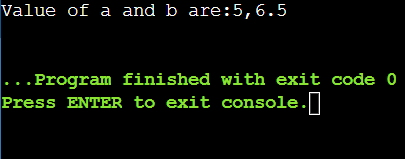 Value of a and b are:5,6.5
...Program finished with exit code 0
Press ENTER to exit console.